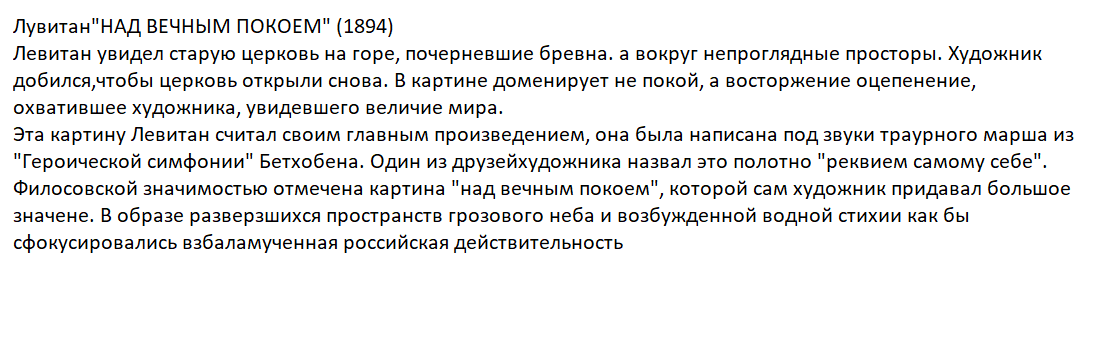 Лувитан"НАД ВЕЧНЫМ ПОКОЕМ" (1894)
Левитан увидел старую церковь на горе, почерневшие бревна. а вокруг непроглядные просторы. Художник
добился,чтобы церковь открыли снова. В картине доменирует не покой, а восторжение оцепенение,
охватившее художника, увидевшего величие мира.
Эта картину Левитан считал своим главным произведением, она была написана под звуки траурного марша из
"Героической симфонии" Бетхобена. Один из друзейхудожника назвал это полотно "реквием самому себе".
Филосовской значимостью отмечена картина "над вечным покоем", которой сам художник придавал большое
значене. В образе разверзшихся пространств грозового неба и возбужденной водной стихии как бы
сфокусировались взбаламученная российская действительность